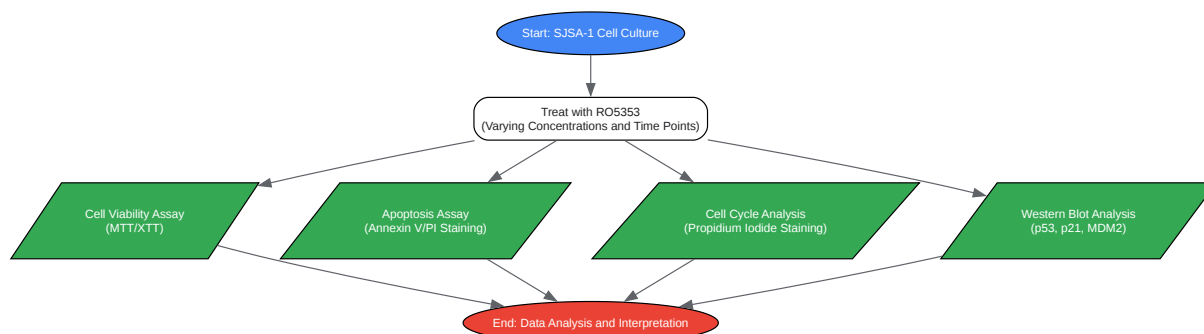 Start: SJSA-1 Cell Culture
Treat with RO5353
(Varying Concentrations and Time Points)
Cell Viability Assay
(MTT/XTT)
Apoptosis Assay
(Annexin V/PI Staining)
Cell Cycle Analysis
(Propidium Iodide Staining)
Western Blot Analysis
(p53, p21, MDM2)
End: Data Analysis and Interpretation